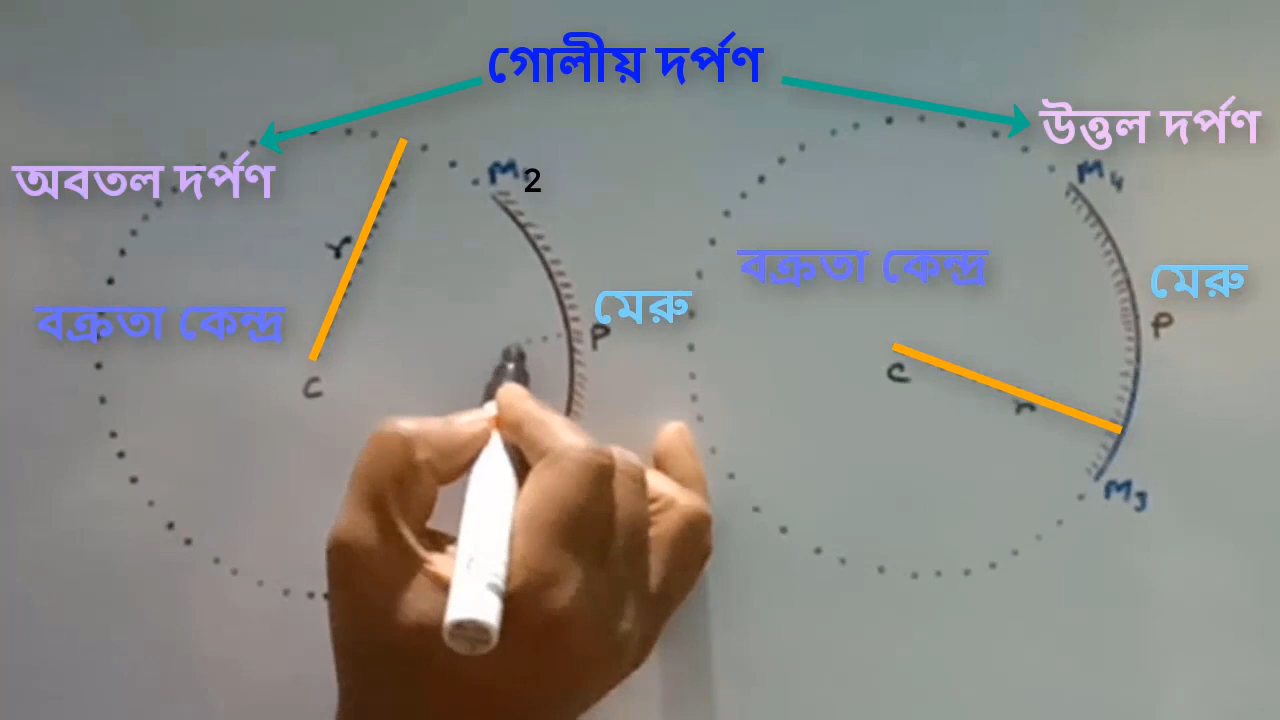 গোলীয় দর্পণ
অবতল দর্পণ
উত্তল দর্পণ
M2
M4
r
বক্রতা কেন্দ্র
বক্রতা কেন্দ্র
মেরু
মেরু
P
P
C
C
r
M3